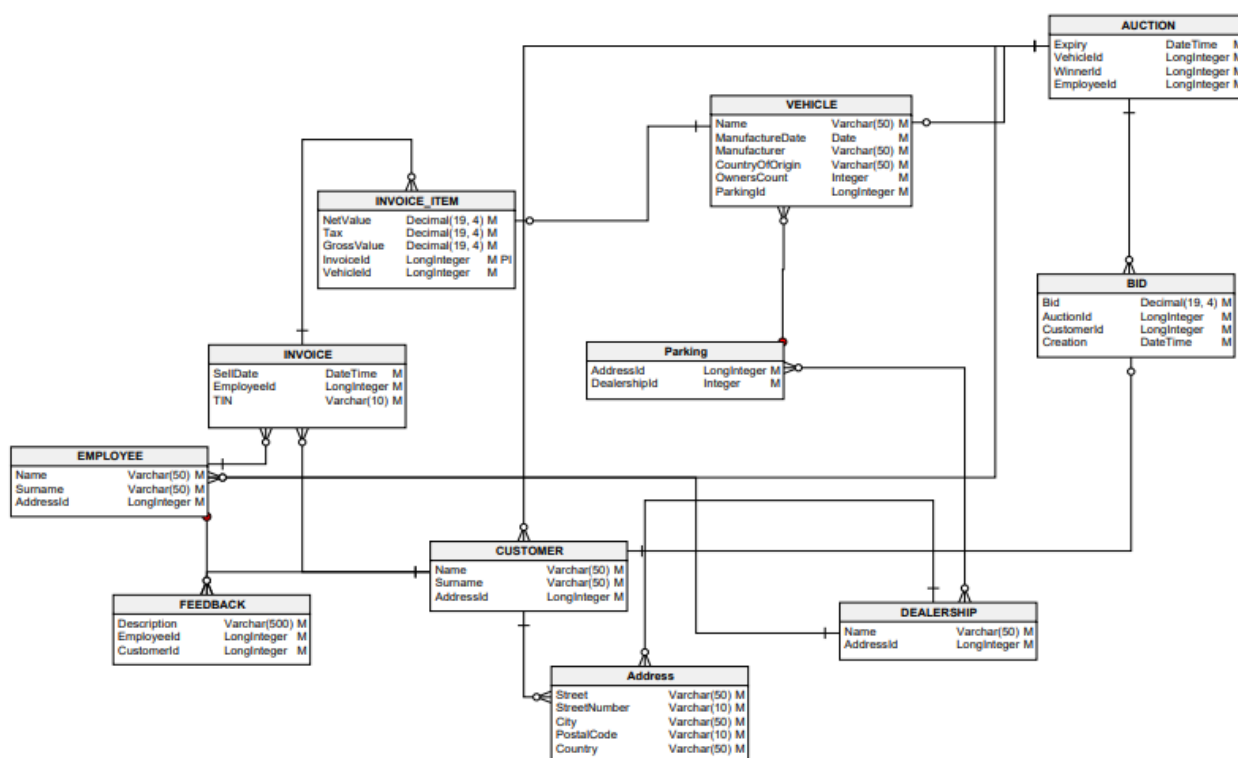 AUCTION
Expiry DateTime M
VehicleId LongInteger M
WinnerId LongInteger M
EmployeeId LongInteger M
VEHICLE
Name Varchar(50) M
ManufactureDate Date M
Manufacturer Varchar(50) M
CountryOfOrigin Varchar(50) M
OwnersCount Integer M
ParkingId LongInteger M
INVOICE_ITEM
NetValue Decimal(19, 4) M
Tax Decimal(19, 4) M
GrossValue Decimal(19, 4) M
InvoiceId LongInteger M PI
VehicleId LongInteger M
BID
Bid Decimal(19, 4) M
AuctionId LongInteger M
CustomerId LongInteger M
Creation DateTime M
INVOICE
SellDate DateTime M
EmployeeId LongInteger M
TIN Varchar(10) M
Parking
AddressId LongInteger M
DealershipId Integer M
EMPLOYEE
Name Varchar(50) M
Surname Varchar(50) M
AddressId LongInteger M
CUSTOMER
Name Varchar(50) M
Surname Varchar(50) M
AddressId LongInteger M
FEEDBACK
Description Varchar(500) M
EmployeeId LongInteger M
CustomerId LongInteger M
DEALERSHIP
Name Varchar(50) M
AddressId LongInteger M
Address
Street Varchar(50) M
StreetNumber Varchar(10) M
City Varchar(50) M
PostalCode Varchar(10) M
Country Varchar(50) M